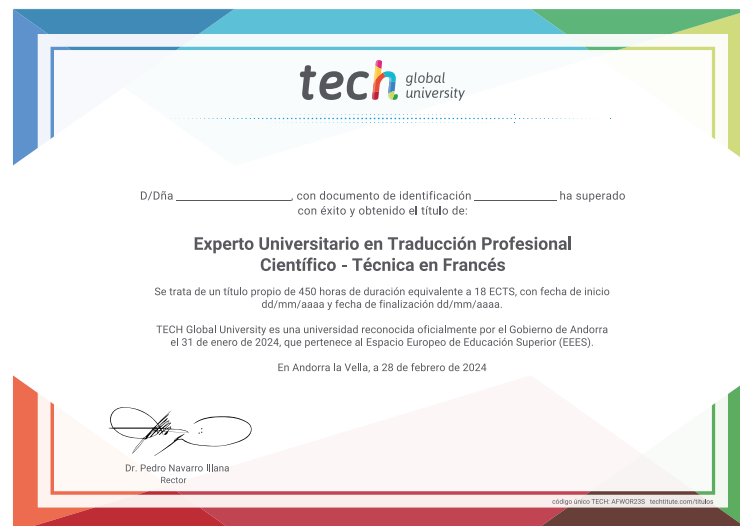 tech global
university
D/Dña ____________________, con documento de identificación ______________ ha superado
con éxito y obtenido el título de:
Experto Universitario en Traducción Profesional
Científico - Técnica en Francés
Se trata de un título propio de 450 horas de duración equivalente a 18 ECTS, con fecha de inicio
dd/mm/aaaa y fecha de finalización dd/mm/aaaa.
TECH Global University es una universidad reconocida oficialmente por el Gobierno de Andorra
el 31 de enero de 2024, que pertenece al Espacio Europeo de Educación Superior (EEES).
En Andorra la Vella, a 28 de febrero de 2024
Dr. Pedro Navarro Illana
Rector
código único TECH: AFWOR23S techtitute.com/titulos